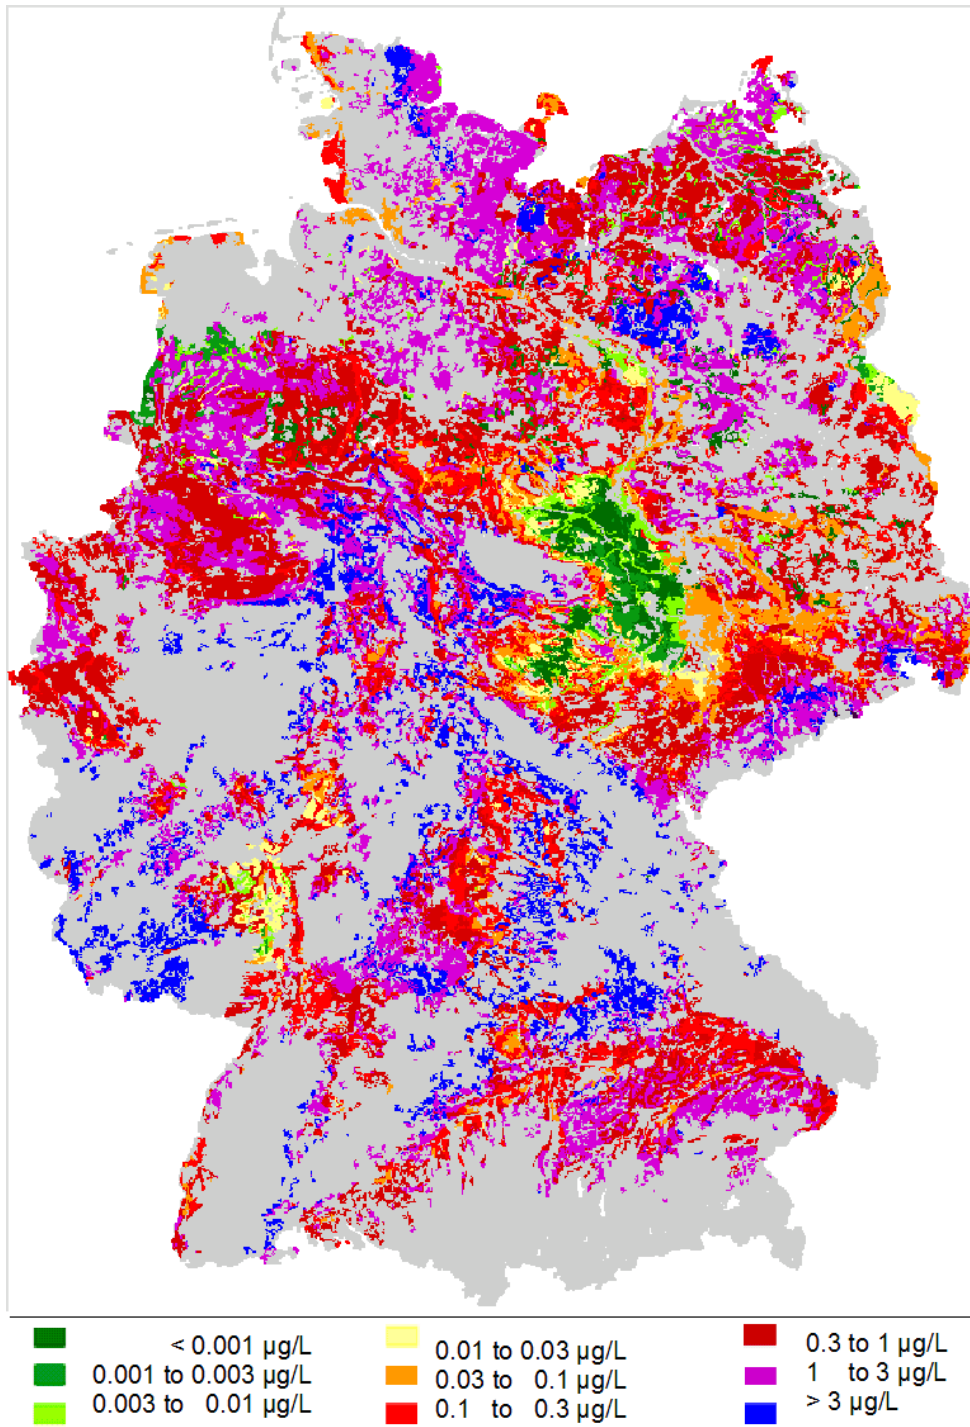 < 0.001 µg/L
0.001 to 0.003 µg/L
0.003 to 0.01 µg/L
0.01 to 0.03 µg/L
0.03 to 0.1 µg/L
0.1 to 0.3 µg/L
0.3 to 1 µg/L
1 to 3 µg/L
> 3 µg/L